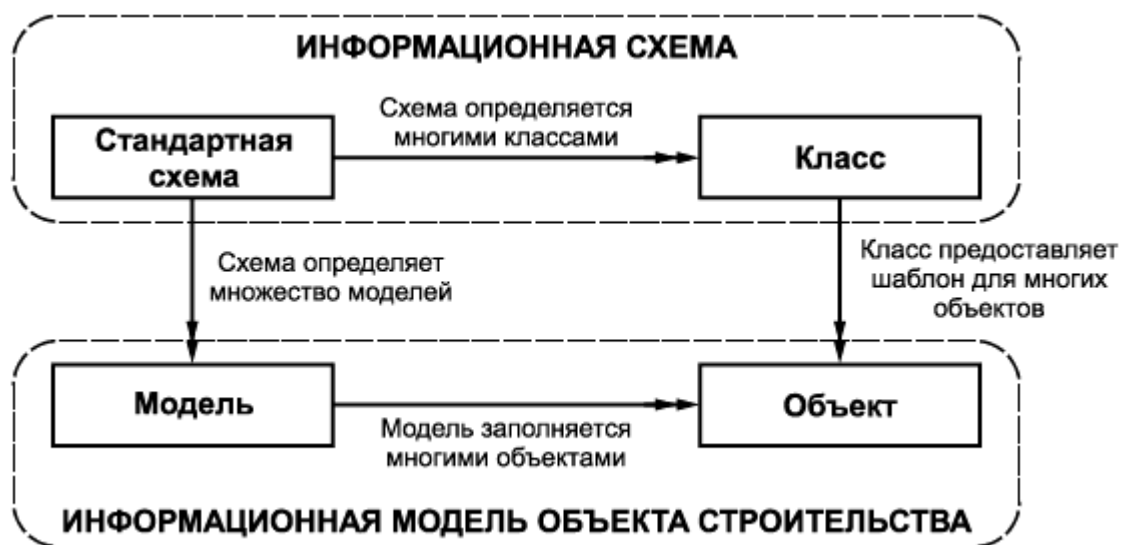 ИНФОРМАЦИОННАЯ СХЕМА
Стандартная
схема
Схема определяется
многими классами
Класс
Схема определяет
множество моделей
Класс предоставляет
шаблон для многих
объектов
Модель
Модель заполняется
многими объектами
Объект
ИНФОРМАЦИОННАЯ МОДЕЛЬ ОБЪЕКТА СТРОИТЕЛЬСТВА